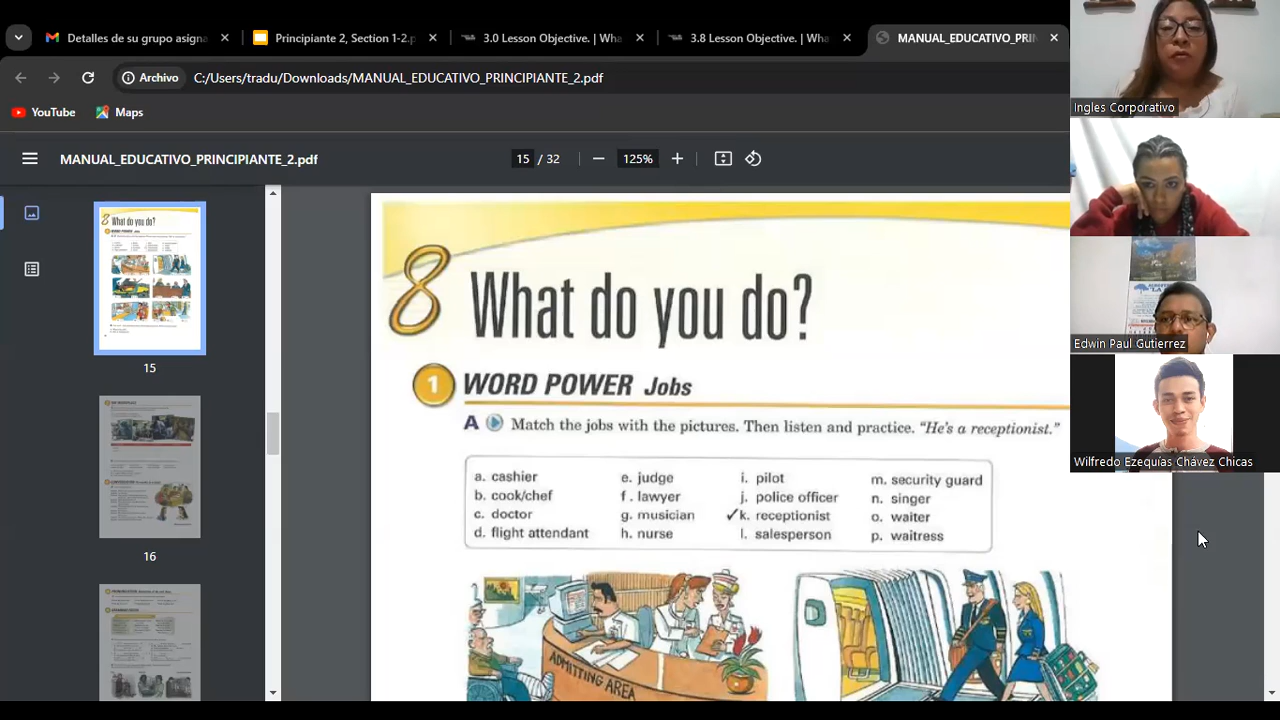 Detalles de su grupo asigna
Principiante 2, Section 1-2.p
3.0 Lesson Objective. | Wha
3.8 Lesson Objective. | Wha
MANUAL_EDUCATIVO_PRIN
Archivo
C:/Users/tradu/Downloads/MANUAL_EDUCATIVO_PRINCIPIANTE_2.pdf
YouTube
Maps
MANUAL_EDUCATIVO_PRINCIPIANTE_2.pdf
15 / 32
125%
15
16
8 What do you do?
1 WORD POWER Jobs
A Match the jobs with the pictures. Then listen and practice. "He's a receptionist."
a. cashier
b. cook/chef
c. doctor
d. flight attendant
e. judge
f. lawyer
g. musician
h. nurse
i. pilot
j. police officer
✓k. receptionist
l. salesperson
m. security guard
n. singer
o. waiter
p. waitress
ADMITTING AREA
Ingles Corporativo
Edwin Paul Gutierrez
Wilfredo Ezequías Chávez Chicas